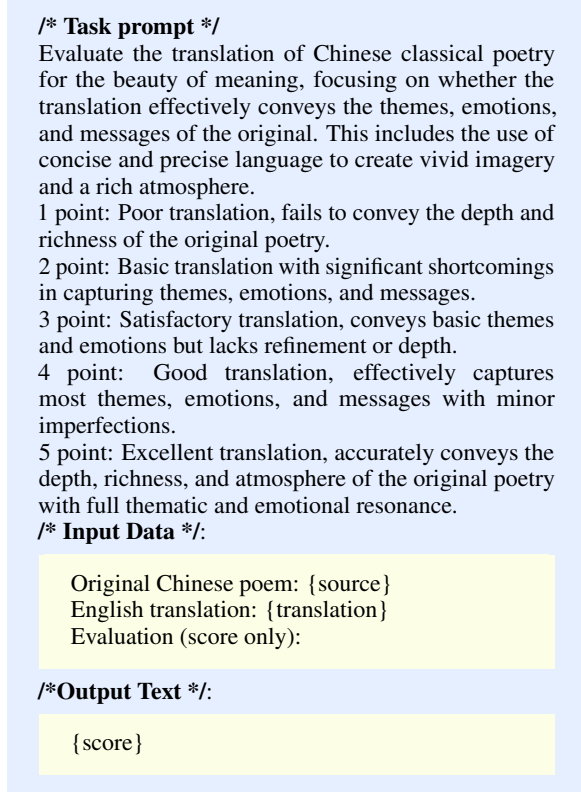 /* Task prompt */
Evaluate the translation of Chinese classical poetry
for the beauty of meaning, focusing on whether the
translation effectively conveys the themes, emotions,
and messages of the original. This includes the use of
concise and precise language to create vivid imagery
and a rich atmosphere.
1 point: Poor translation, fails to convey the depth and
richness of the original poetry.
2 point: Basic translation with significant shortcomings
in capturing themes, emotions, and messages.
3 point: Satisfactory translation, conveys basic themes
and emotions but lacks refinement or depth.
4 point: Good translation, effectively captures
most themes, emotions, and messages with minor
imperfections.
5 point: Excellent translation, accurately conveys the
depth, richness, and atmosphere of the original poetry
with full thematic and emotional resonance.
/* Input Data */:
Original Chinese poem: {source}
English translation: {translation}
Evaluation (score only):
/*Output Text */:
{score}